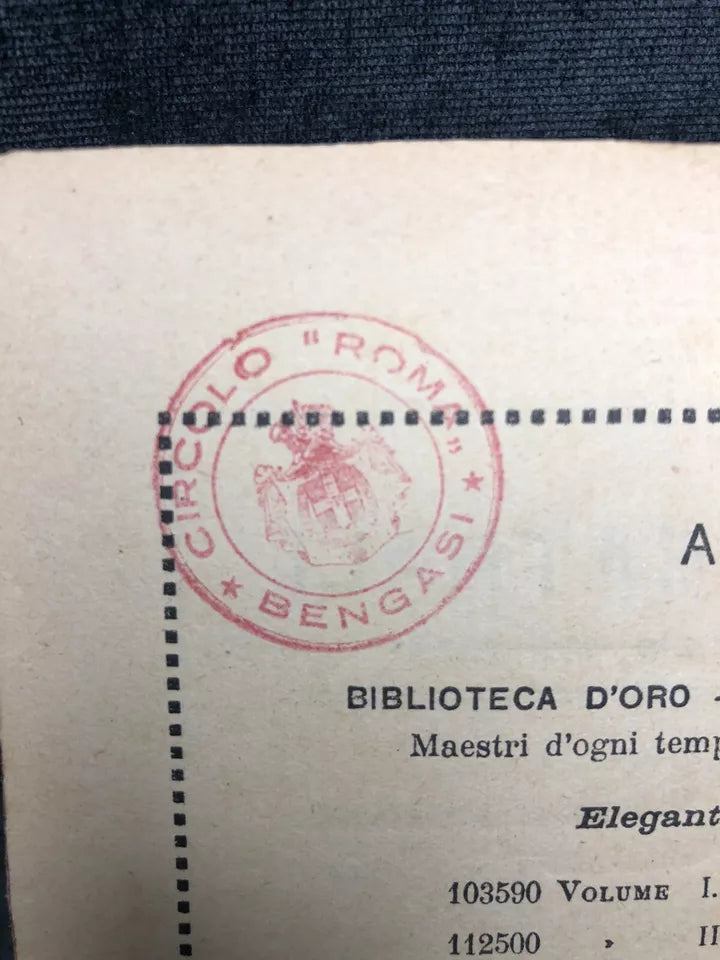 CIRCOLO "ROMA"
BENGASI
A
BIBLIOTECA D'ORO -
Maestri d'ogni temp
Elegant
103590 VOLUME I.
112500 » II